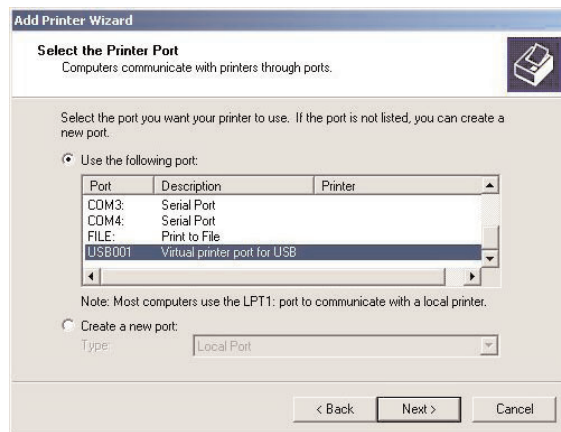 Add Printer Wizard
Select the Printer Port
Computers communicate with printers through ports.
Select the port you want your printer to use. If the port is not listed, you can create a
new port.
Use the following port:
Port Description Printer
COM3: Serial Port
COM4: Serial Port
FILE: Print to File
USB001 Virtual printer port for USB
Note: Most computers use the LPT1: port to communicate with a local printer.
Create a new port:
Type: Local Port
< Back Next > Cancel